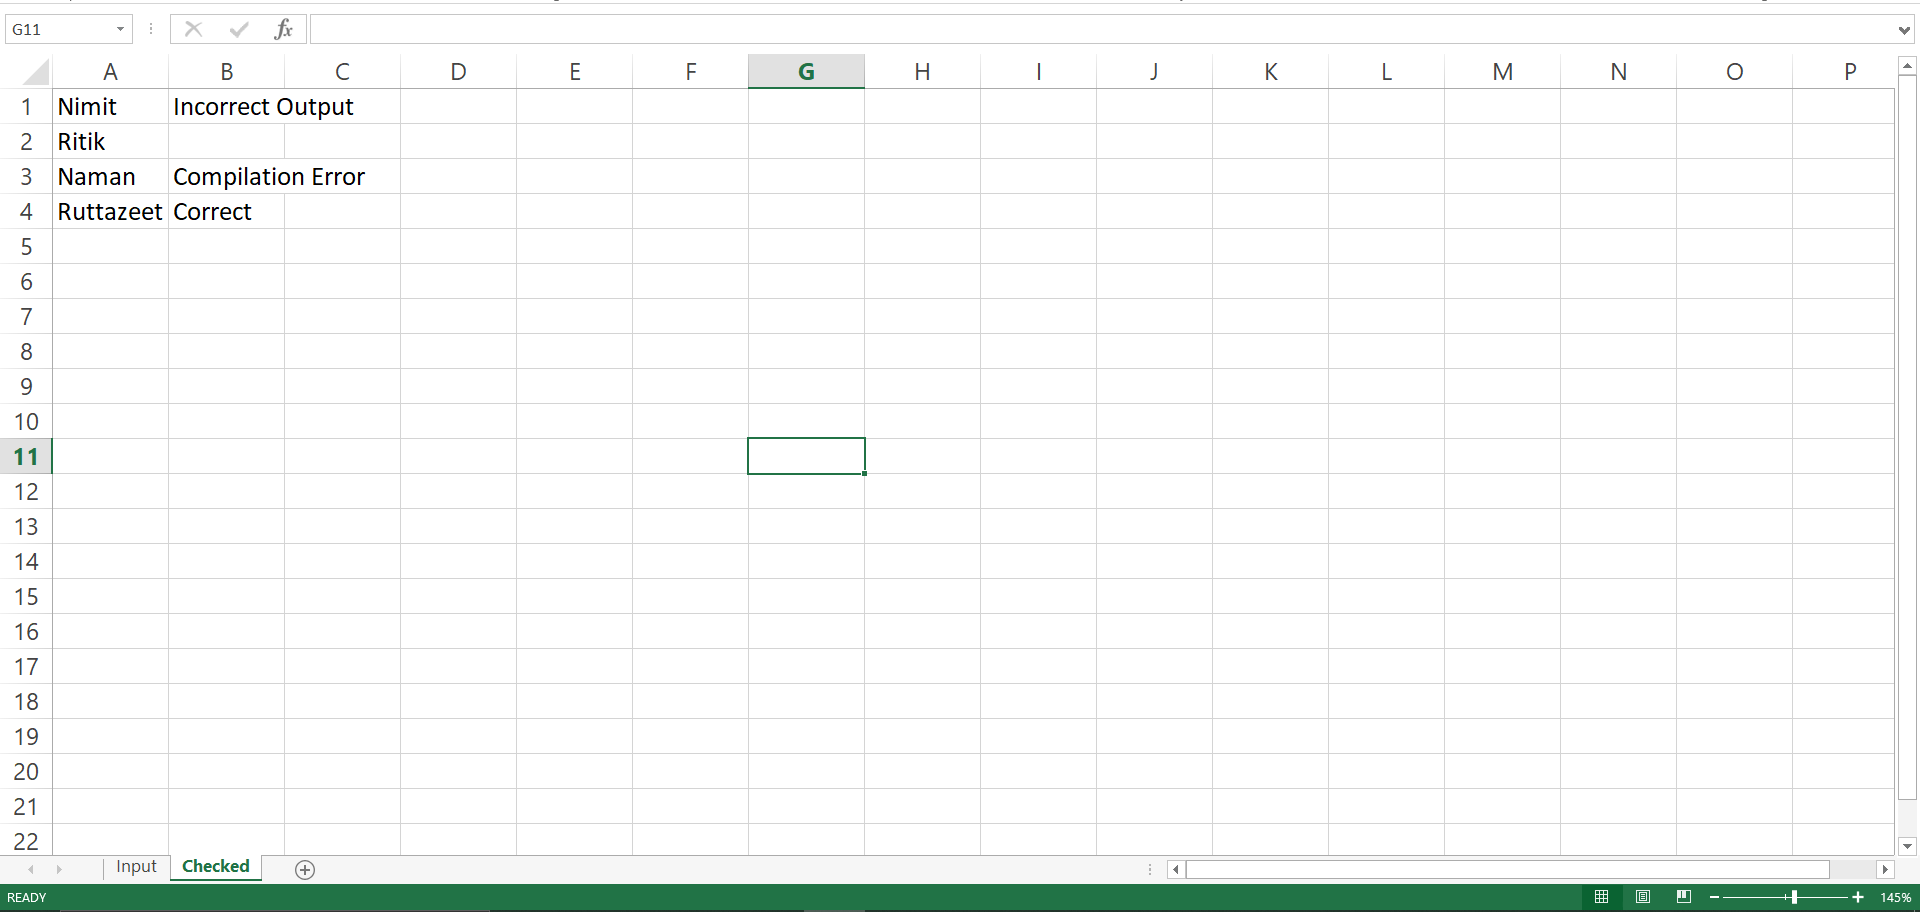 G11
fx
A B C D E F G H I J K L M N O P
1 Nimit Incorrect Output
2 Ritik
3 Naman Compilation Error
4 Ruttazeet Correct
5
6
7
8
9
10
11
12
13
14
15
16
17
18
19
20
21
22
Input Checked
READY 145%